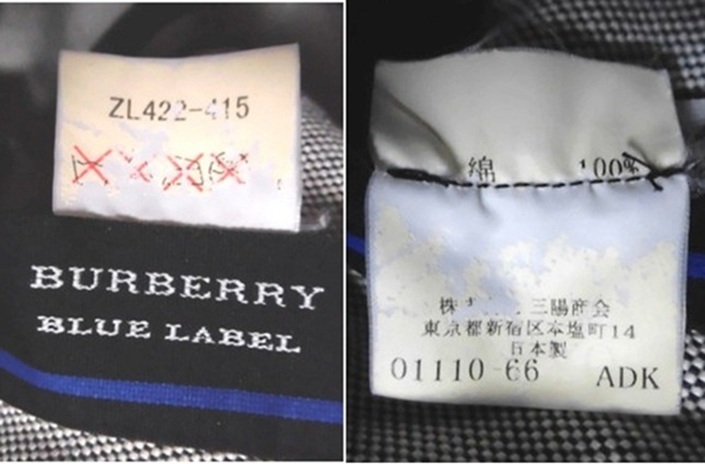 ZL422-415
BURBERRY
BLUE LABEL
綿 100%
株 三陽商会
東京都新宿区本塩町14
日本製
01110-66 ADK